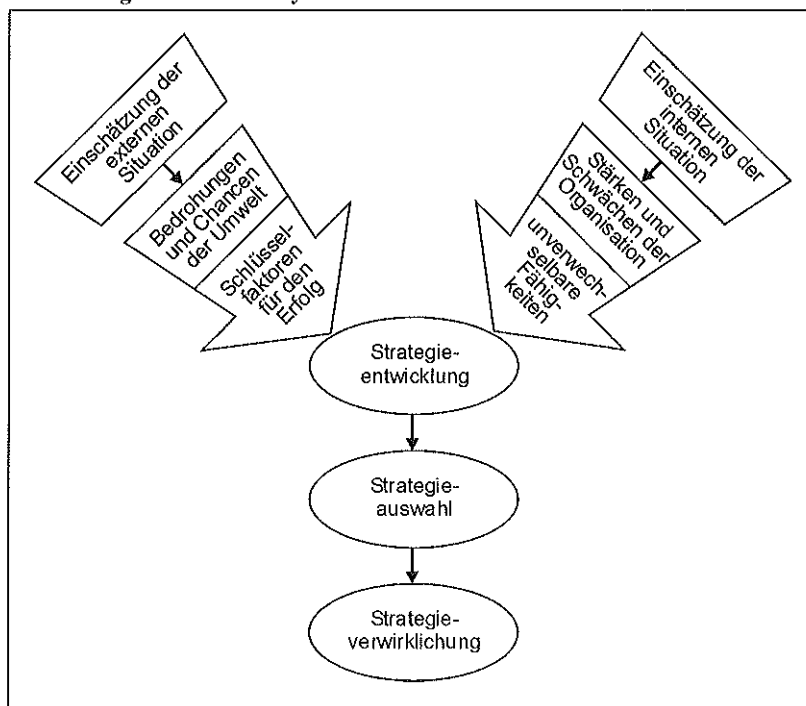 Einschätzung der
externen
Situation
Bedrohungen
und Chancen
der Umwelt
Schlüssel-
faktoren
für den
Erfolg
Einschätzung der
internen
Situation
Stärken und
Schwächen der
Organisation
unverwech-
selbare
Fähig-
keiten
Strategie-
entwicklung
Strategie-
auswahl
Strategie-
verwirklichung